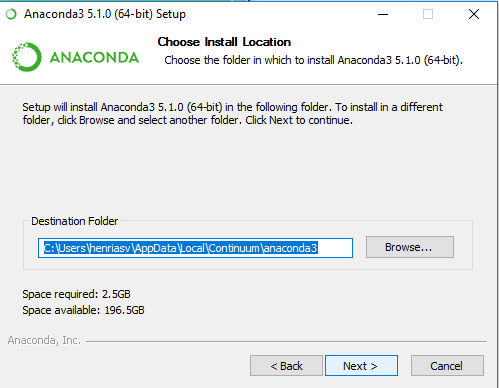 Anaconda3 5.1.0 (64-bit) Setup
Choose Install Location
Choose the folder in which to install Anaconda3 5.1.0 (64-bit).
ANACONDA
Setup will install Anaconda3 5.1.0 (64-bit) in the following folder. To install in a different
folder, click Browse and select another folder. Click Next to continue.
Destination Folder
C:\Users\henriasv\AppData\Local\Continuum\anaconda3
Browse...
Space required: 2.5GB
Space available: 196.5GB
Anaconda, Inc.
< Back
Next >
Cancel